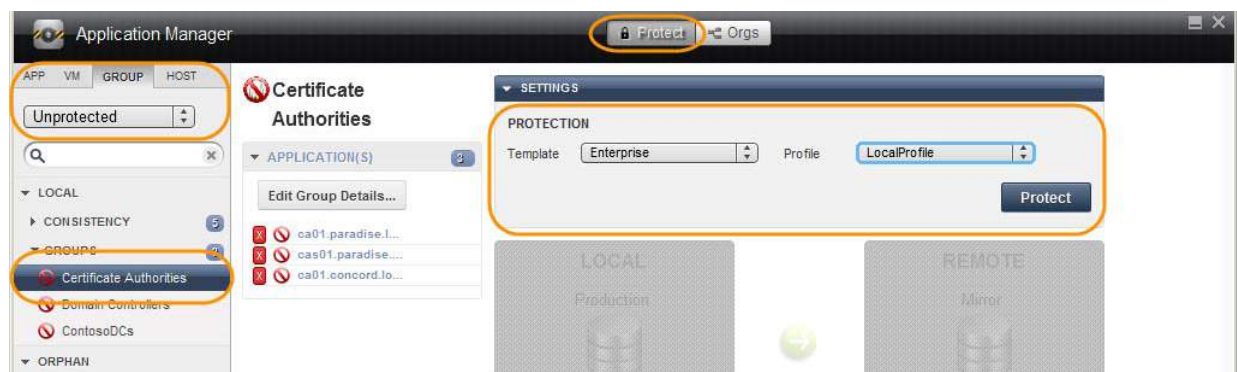 Application Manager
Protect
Orgs
APP VM GROUP HOST
Unprotected
LOCAL
CONSISTENCY 5
GROUPS
Certificate Authorities
Domain Controllers
ContosoDCs
ORPHAN
Certificate
Authorities
APPLICATION(S) 3
Edit Group Details...
ca01.paradise.l...
cas01.paradise....
ca01.concord.lo...
SETTINGS
PROTECTION
Template Enterprise Profile LocalProfile
Protect
LOCAL
Production
REMOTE
Mirror